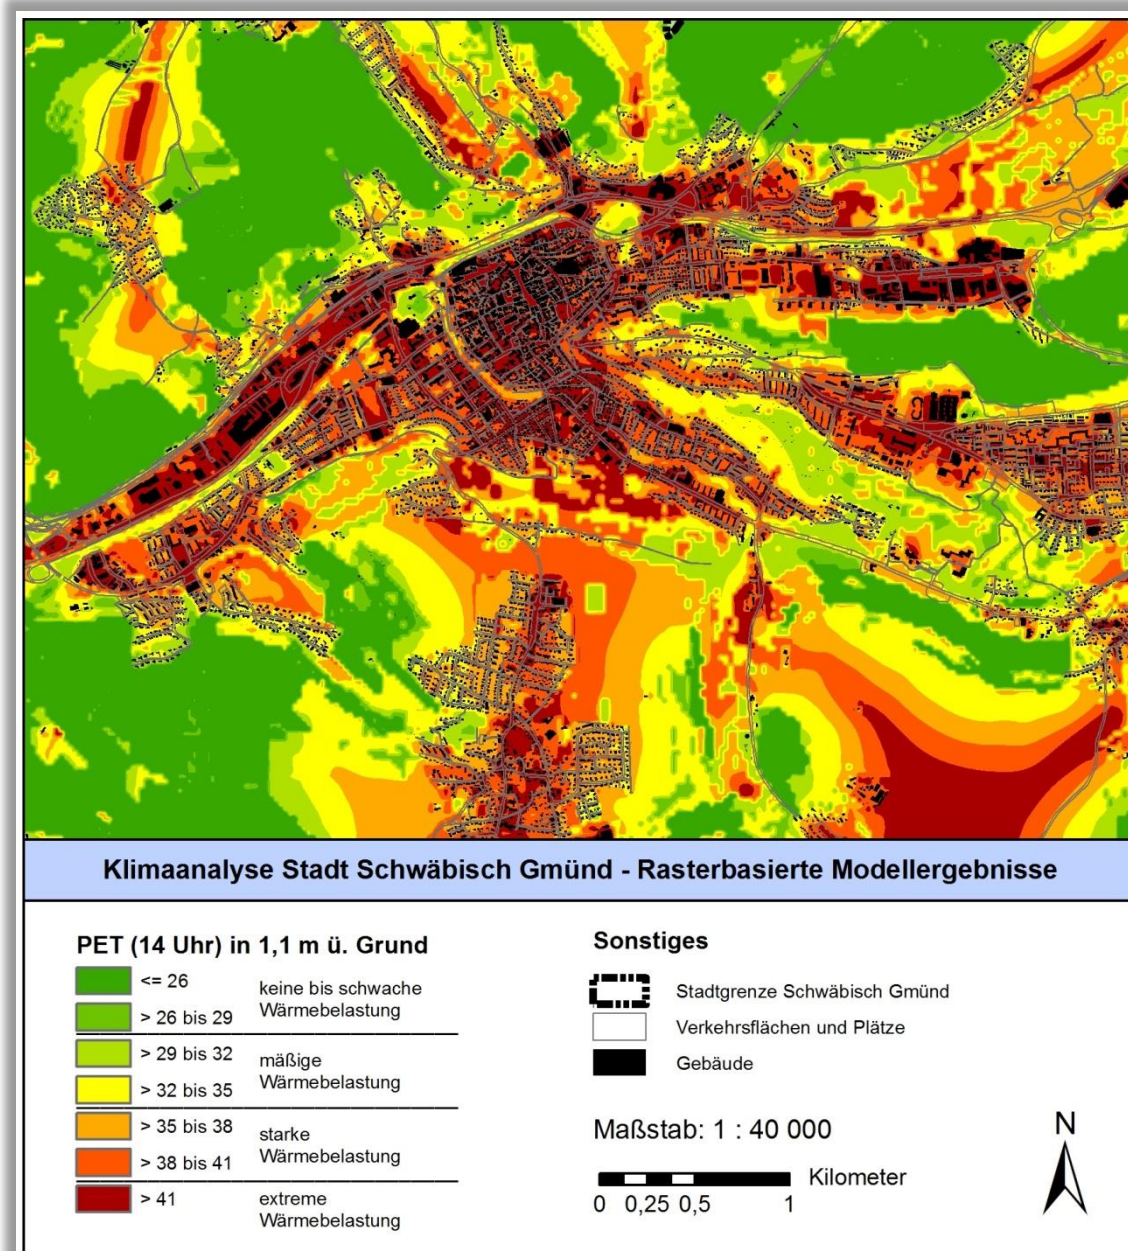 Klimaanalyse Stadt Schwäbisch Gmünd - Rasterbasierte Modellergebnisse
PET (14 Uhr) in 1,1 m ü. Grund
<= 26
> 26 bis 29
keine bis schwache
Wärmebelastung
> 29 bis 32
> 32 bis 35
mäßige
Wärmebelastung
> 35 bis 38
> 38 bis 41
starke
Wärmebelastung
> 41
extreme
Wärmebelastung
Sonstiges
Stadtgrenze Schwäbisch Gmünd
Verkehrsflächen und Plätze
Gebäude
Maßstab: 1 : 40 000
Kilometer
0 0,25 0,5 1
N